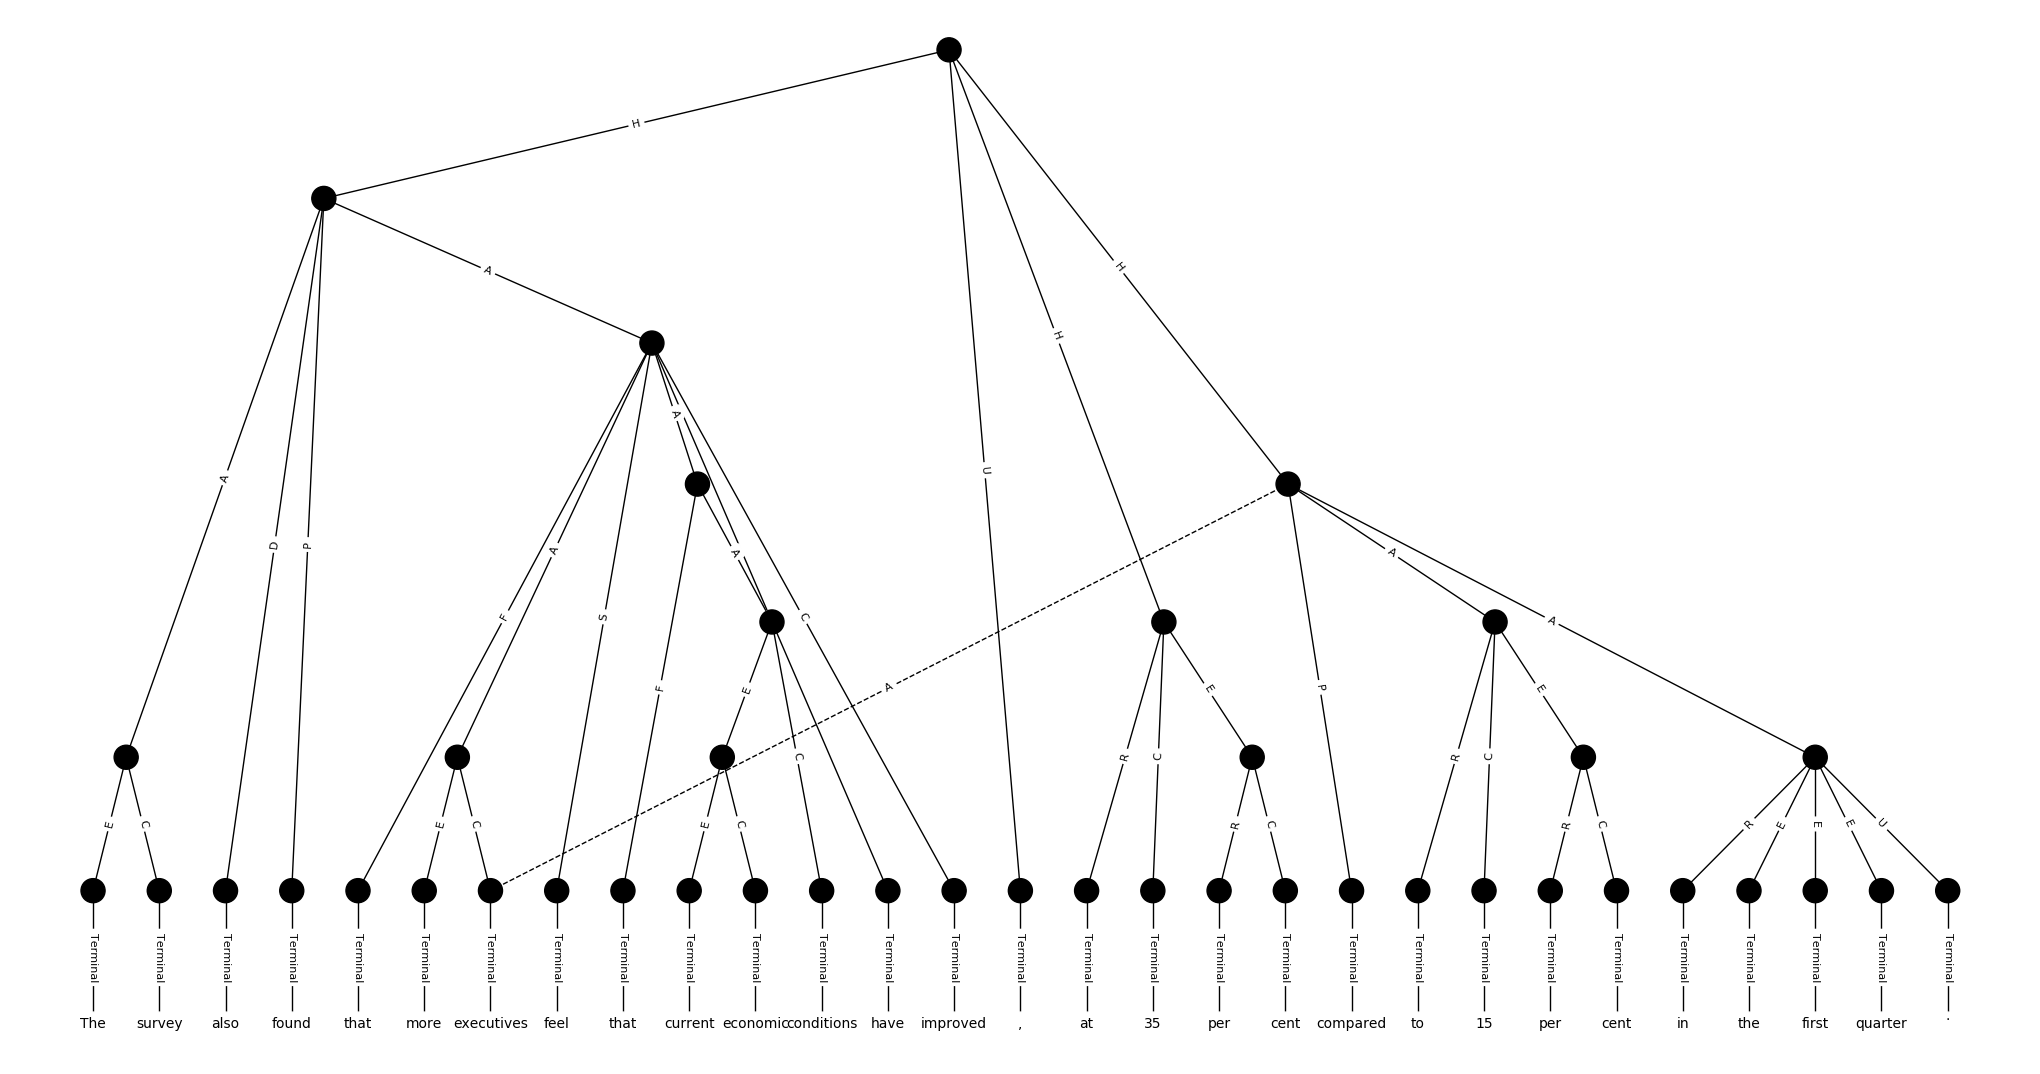 H
A
H
H
A
A
U
A
D
P
A
A
A
A
F
S
C
F
E
A
R
C
E
P
R
C
E
C
E
C
E
C
E
C
R
C
R
C
R
E
E
E
U
Terminal Terminal Terminal Terminal Terminal Terminal Terminal Terminal Terminal Terminal Terminal Terminal Terminal Terminal Terminal Terminal Terminal Terminal Terminal Terminal Terminal Terminal Terminal Terminal Terminal Terminal Terminal Terminal Terminal
The survey also found that more executives feel that current economic conditions have improved , at 35 per cent compared to 15 per cent in the first quarter .